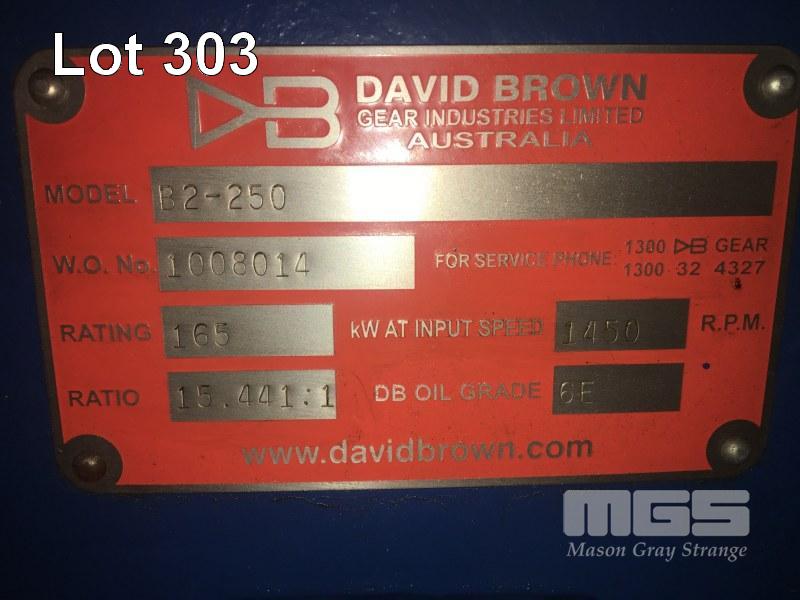 Lot 303
DB DAVID BROWN
GEAR INDUSTRIES LIMITED
AUSTRALIA
MODEL B2-250
W.O. No. 1008014 FOR SERVICE PHONE 1300 DB GEAR
1300 32 4327
RATING 165 kW AT INPUT SPEED 1450 R.P.M.
RATIO 15.441:1 DB OIL GRADE 6E
www.davidbrown.com
MGS
Mason Gray Strange